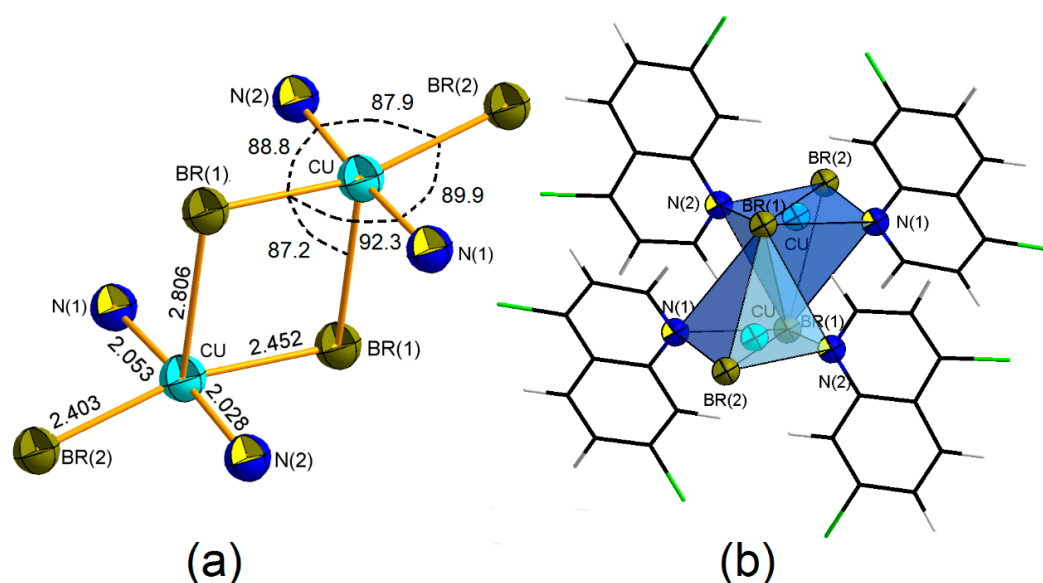 N(2)
87.9
BR(2)
88.8
CU
BR(1)
89.9
92.3
87.2
N(1)
2.806
N(1)
CU
2.452
BR(1)
2.053
2.028
2.403
BR(2)
N(2)
(a)
BR(2)
N(2)
BR(1)
N(1)
CU
N(1)
CU
BR(1)
BR(2)
N(2)
(b)